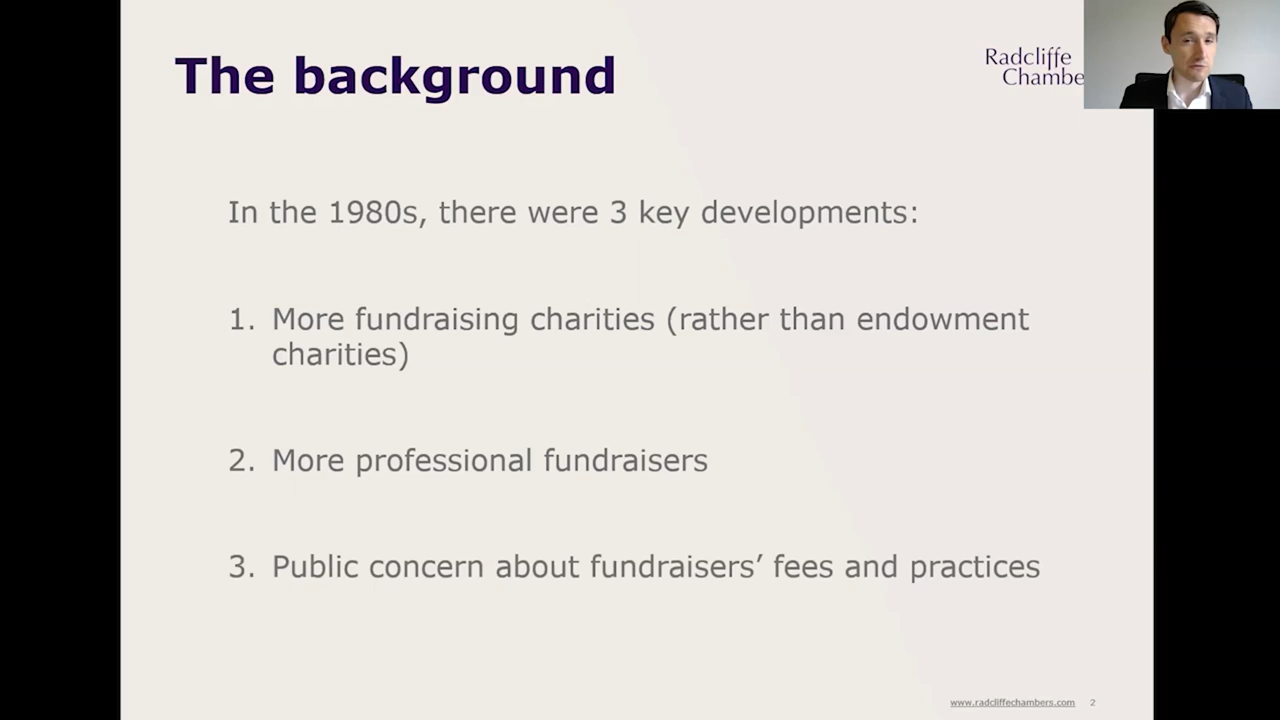 The background
Radcliffe
Chambe
In the 1980s, there were 3 key developments:
1. More fundraising charities (rather than endowment
charities)
2. More professional fundraisers
3. Public concern about fundraisers’ fees and practices
www.radcliffechambers.com 2